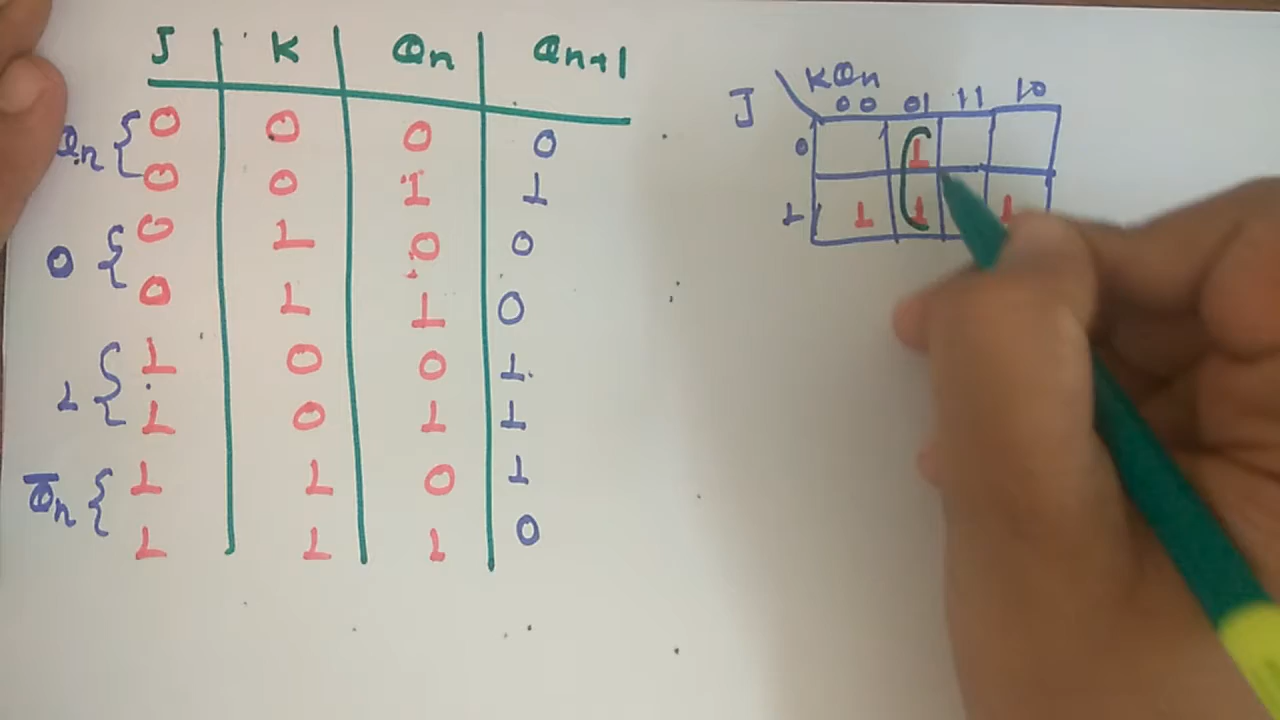 J K Qn Qn+1
Qn { 0 0 0 0
0 0 1 1
0 { 0 1 0 0
0 1 1 0
1 { 1 0 0 1
1 0 1 1
Q̅n { 1 1 0 1
1 1 1 0
J KQn
00 01 11 10
0 1
1 1 1 1